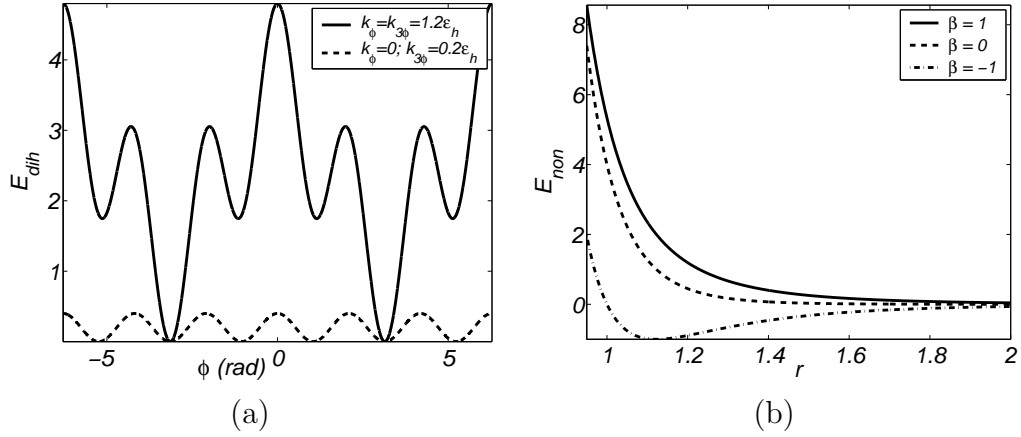 k_ϕ=k_3ϕ=1.2ε_h
k_ϕ=0; k_3ϕ=0.2ε_h
E_dih
4
3
2
1
−5
0
5
ϕ (rad)
(a)
β = 1
β = 0
β = −1
E_non
8
6
4
2
0
1
1.2
1.4
1.6
1.8
2
r
(b)